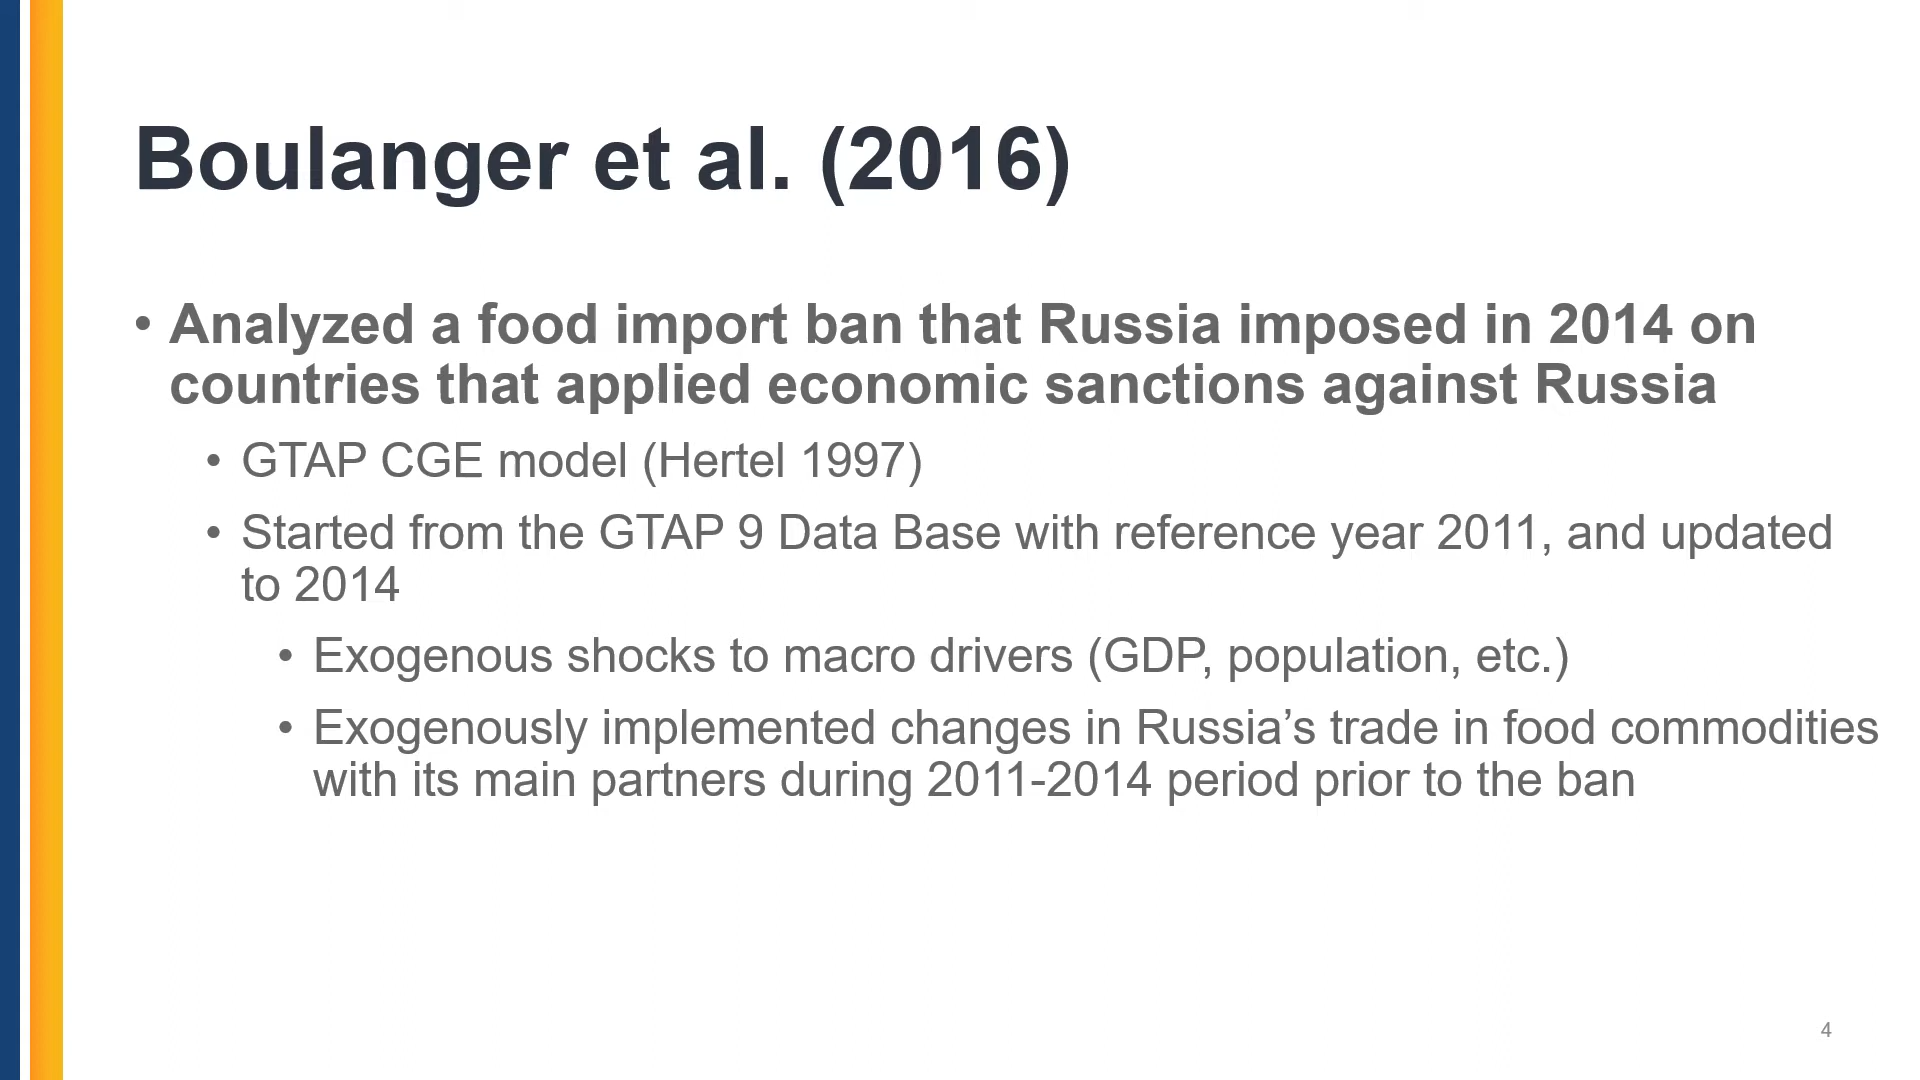 Boulanger et al. (2016)
• Analyzed a food import ban that Russia imposed in 2014 on
countries that applied economic sanctions against Russia
• GTAP CGE model (Hertel 1997)
• Started from the GTAP 9 Data Base with reference year 2011, and updated
to 2014
• Exogenous shocks to macro drivers (GDP, population, etc.)
• Exogenously implemented changes in Russia’s trade in food commodities
with its main partners during 2011-2014 period prior to the ban
4